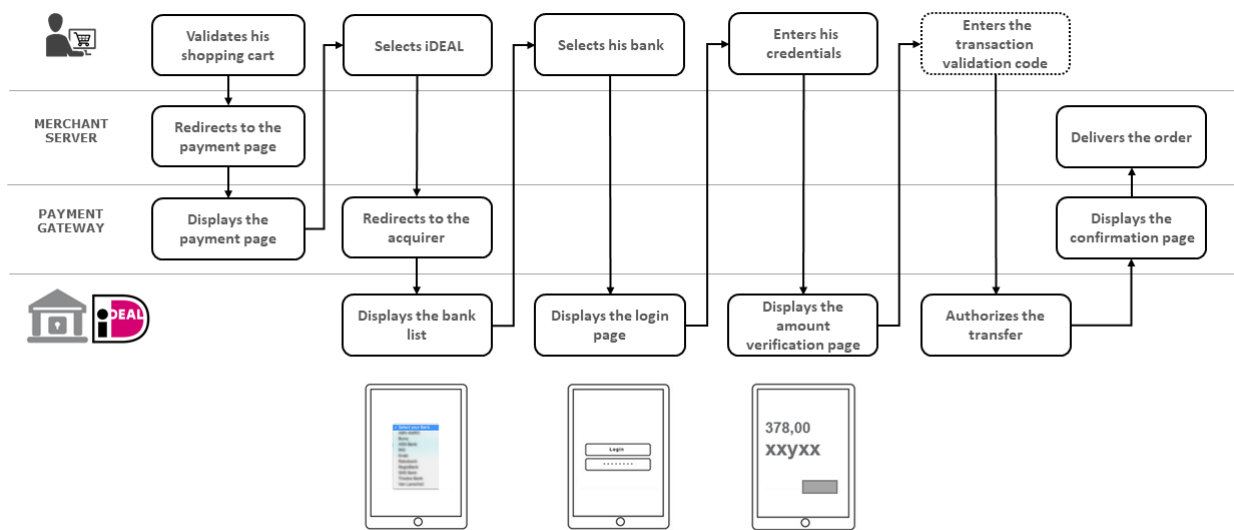 Validates his
shopping cart
Selects iDEAL
Selects his bank
Enters his
credentials
Enters the
transaction
validation code
MERCHANT
SERVER
Redirects to the
payment page
Delivers the order
PAYMENT
GATEWAY
Displays the
payment page
Redirects to the
acquirer
Displays the
confirmation page
iDEAL
Displays the bank
list
Displays the login
page
Displays the
amount
verification page
Authorizes the
transfer
Select your bank
Login
378,00
xxyxx